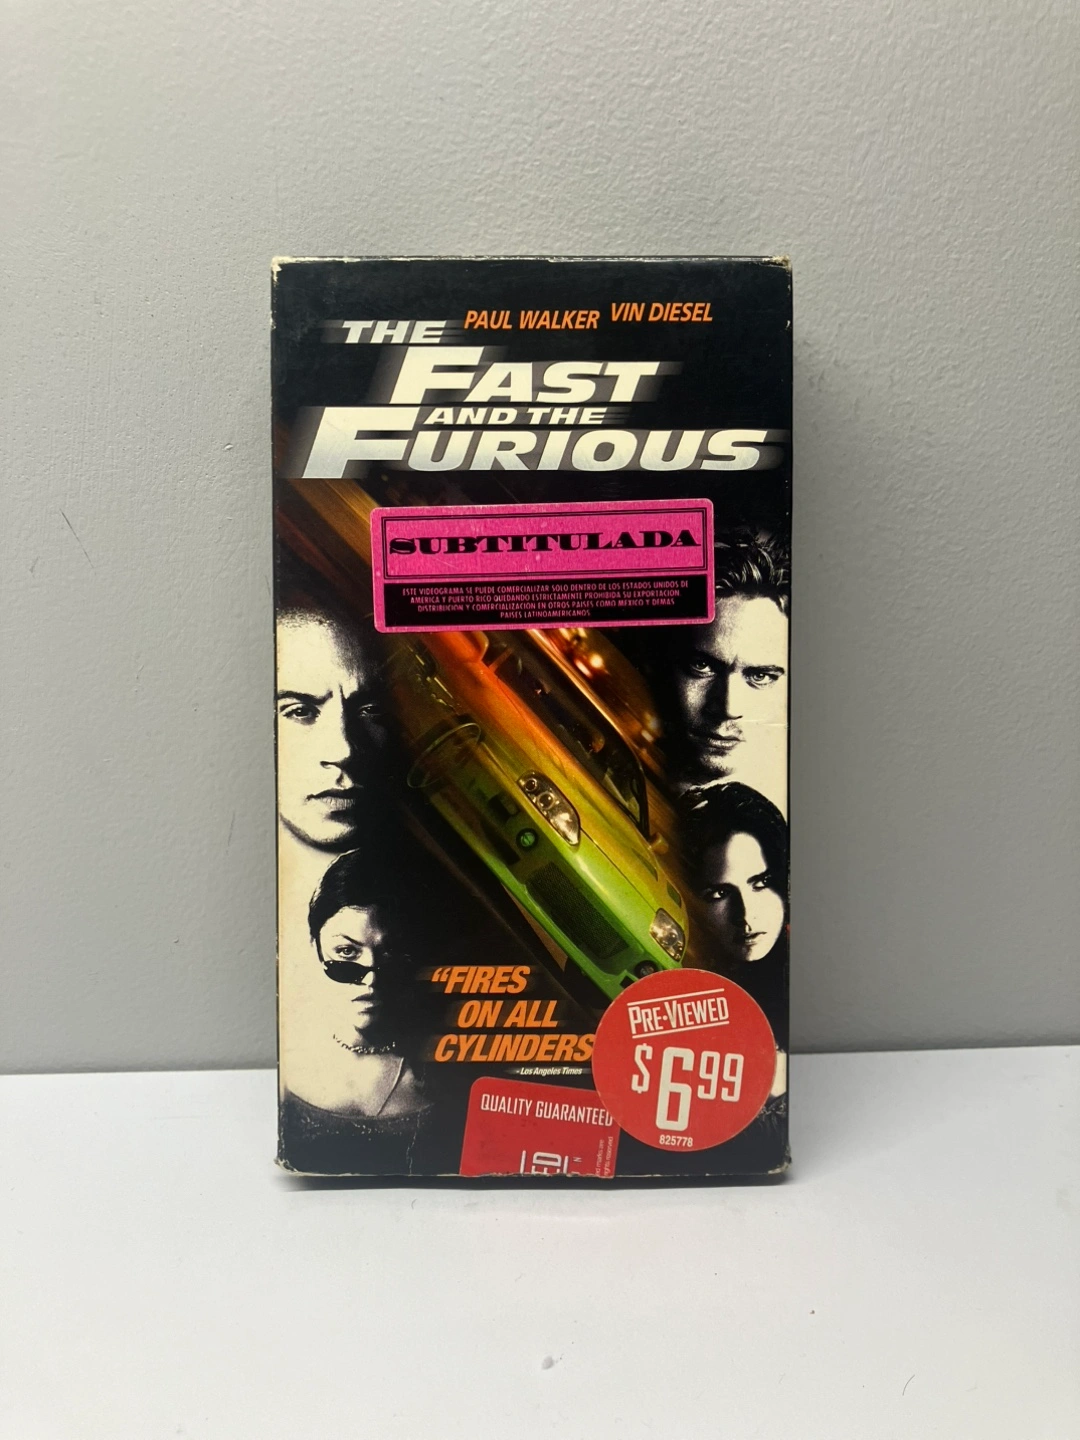 PAUL WALKER VIN DIESEL
THE
FAST
AND THE
FURIOUS
SUBTITULADA
ESTE VIDEOGRAMA SE PUEDE COMERCIALIZAR SOLO DENTRO DE LOS ESTADOS UNIDOS DE
AMERICA Y PUERTO RICO QUEDANDO ESTRICTAMENTE PROHIBIDA SU EXPORTACION,
DISTRIBUCION Y COMERCIALIZACION EN OTROS PAISES COMO MEXICO Y DEMAS
PAISES LATINOAMERICANOS.
"FIRES
ON ALL
CYLINDERS
-Los Angeles Times
PRE-VIEWED
$699
825778
QUALITY GUARANTEED